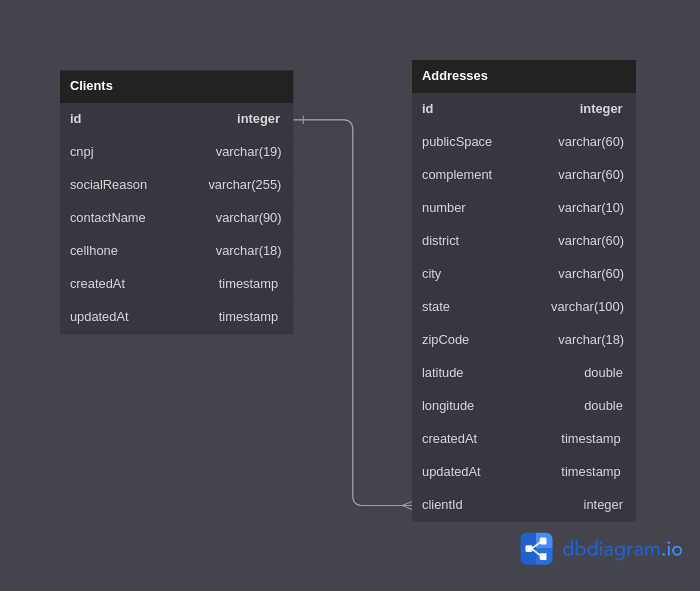 Clients
id integer
cnpj varchar(19)
socialReason varchar(255)
contactName varchar(90)
cellhone varchar(18)
createdAt timestamp
updatedAt timestamp
Addresses
id integer
publicSpace varchar(60)
complement varchar(60)
number varchar(10)
district varchar(60)
city varchar(60)
state varchar(100)
zipCode varchar(18)
latitude double
longitude double
createdAt timestamp
updatedAt timestamp
clientId integer
dbdiagram.io